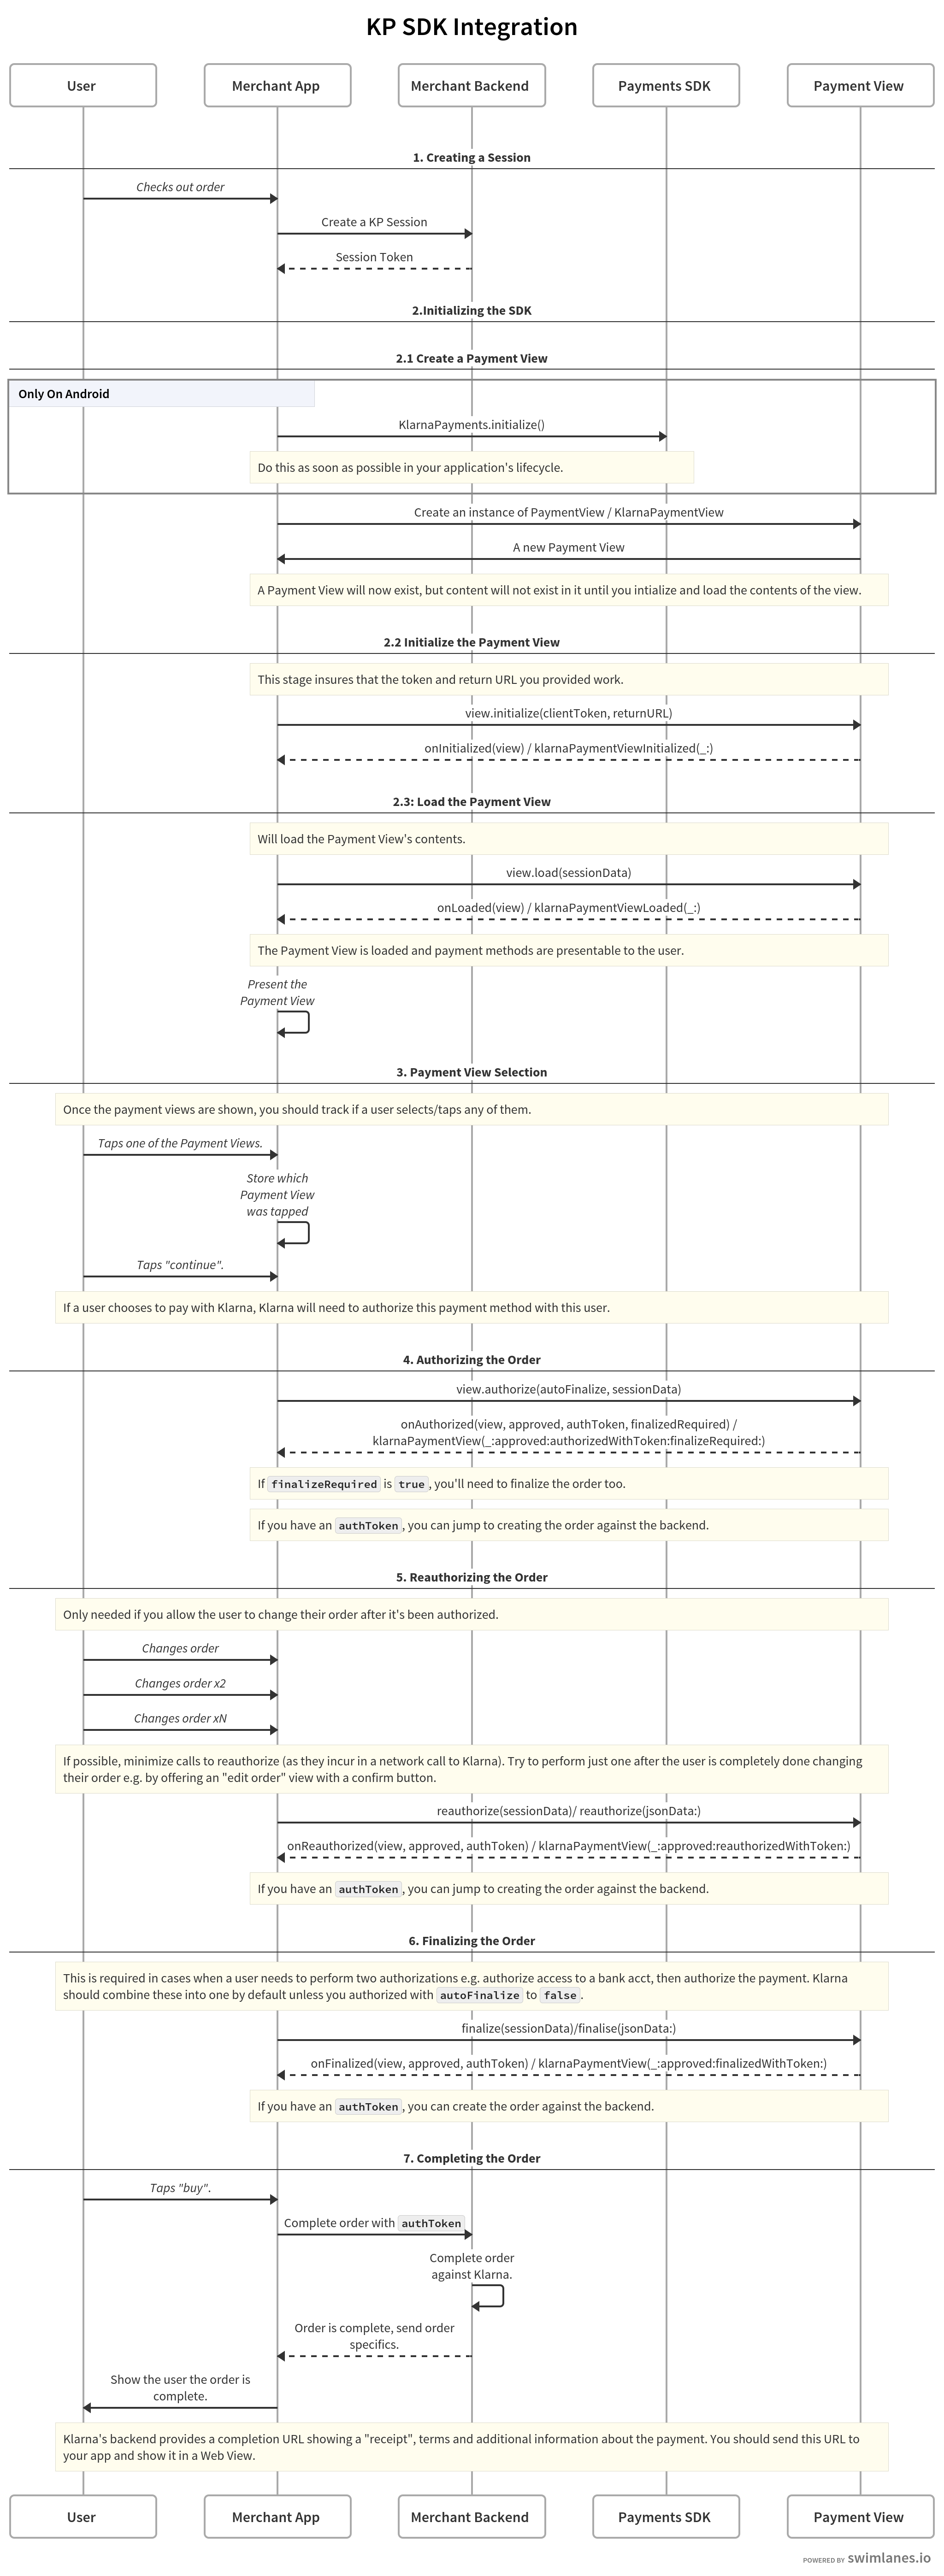 KP SDK Integration
User
Merchant App
Merchant Backend
Payments SDK
Payment View
1. Creating a Session
Checks out order
Create a KP Session
Session Token
2.Initializing the SDK
2.1 Create a Payment View
Only On Android
KlarnaPayments.initialize()
Do this as soon as possible in your application's lifecycle.
Create an instance of PaymentView / KlarnaPaymentView
A new Payment View
A Payment View will now exist, but content will not exist in it until you intialize and load the contents of the view.
2.2 Initialize the Payment View
This stage insures that the token and return URL you provided work.
view.initialize(clientToken, returnURL)
onInitialized(view) / klarnaPaymentViewInitialized(_:)
2.3: Load the Payment View
Will load the Payment View's contents.
view.load(sessionData)
onLoaded(view) / klarnaPaymentViewLoaded(_:)
The Payment View is loaded and payment methods are presentable to the user.
Present the
Payment View
3. Payment View Selection
Once the payment views are shown, you should track if a user selects/taps any of them.
Taps one of the Payment Views.
Store which
Payment View
was tapped
Taps "continue".
If a user chooses to pay with Klarna, Klarna will need to authorize this payment method with this user.
4. Authorizing the Order
view.authorize(autoFinalize, sessionData)
onAuthorized(view, approved, authToken, finalizedRequired) /
klarnaPaymentView(_:approved:authorizedWithToken:finalizeRequired:)
If finalizeRequired is true, you'll need to finalize the order too.
If you have an authToken, you can jump to creating the order against the backend.
5. Reauthorizing the Order
Only needed if you allow the user to change their order after it's been authorized.
Changes order
Changes order x2
Changes order xN
If possible, minimize calls to reauthorize (as they incur in a network call to Klarna). Try to perform just one after the user is completely done changing
their order e.g. by offering an "edit order" view with a confirm button.
reauthorize(sessionData)/ reauthorize(jsonData:)
onReauthorized(view, approved, authToken) / klarnaPaymentView(_:approved:reauthorizedWithToken:)
If you have an authToken, you can jump to creating the order against the backend.
6. Finalizing the Order
This is required in cases when a user needs to perform two authorizations e.g. authorize access to a bank acct, then authorize the payment. Klarna
should combine these into one by default unless you authorized with autoFinalize to false.
finalize(sessionData)/finalise(jsonData:)
onFinalized(view, approved, authToken) / klarnaPaymentView(_:approved:finalizedWithToken:)
If you have an authToken, you can create the order against the backend.
7. Completing the Order
Taps "buy".
Complete order with authToken
Complete order
against Klarna.
Order is complete, send order
specifics.
Show the user the order is
complete.
Klarna's backend provides a completion URL showing a "receipt", terms and additional information about the payment. You should send this URL to
your app and show it in a Web View.
User
Merchant App
Merchant Backend
Payments SDK
Payment View
POWERED BY swimlanes.io